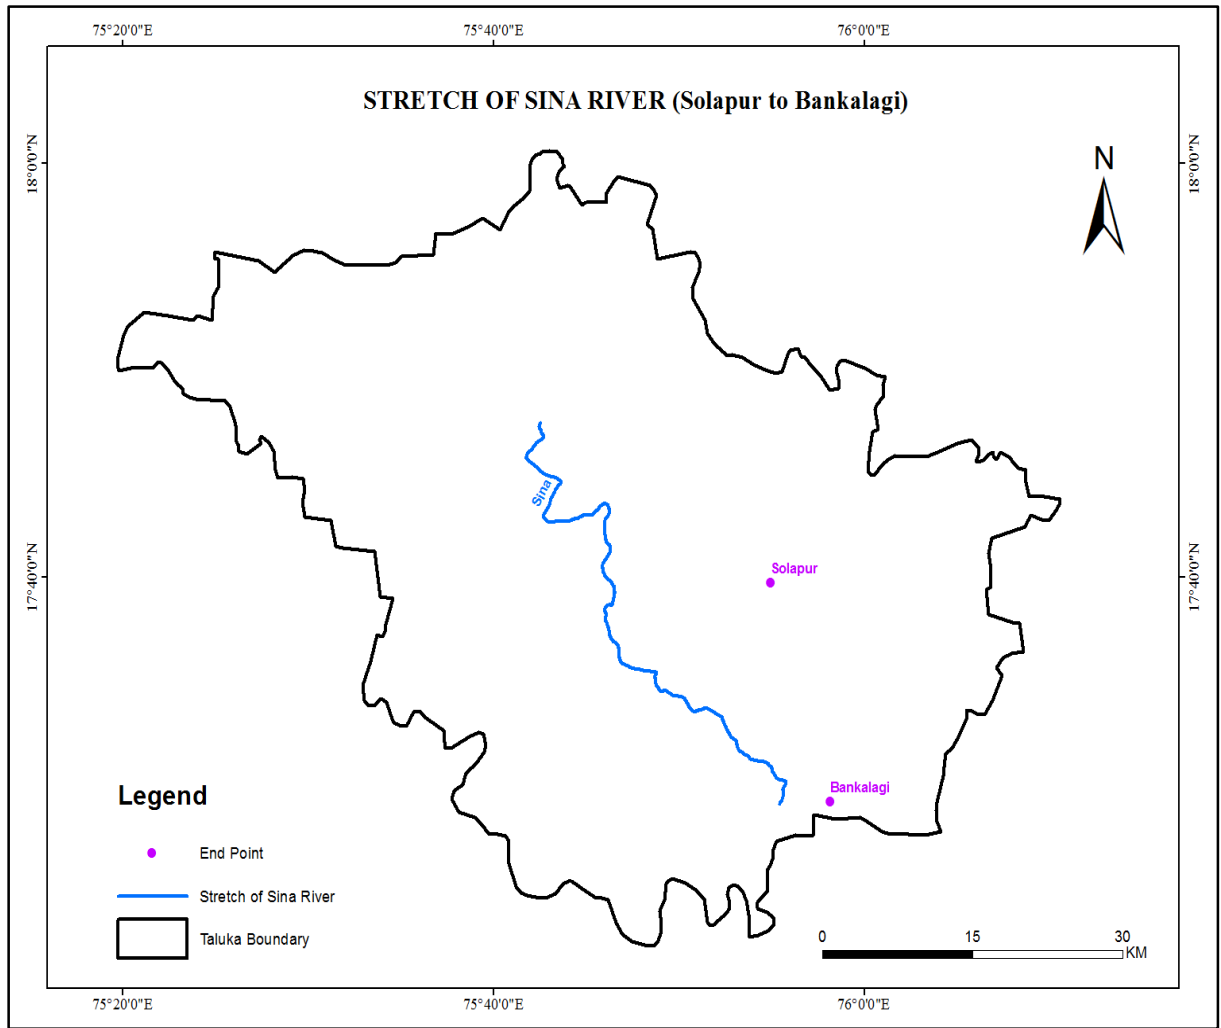 75°20'0"E 75°40'0"E 76°0'0"E
STRETCH OF SINA RIVER (Solapur to Bankalagi)
18°0'0"N
18°0'0"N
N
Sina
Solapur
17°40'0"N
17°40'0"N
Bankalagi
Legend
End Point
Stretch of Sina River
Taluka Boundary
0 15 30
KM
75°20'0"E 75°40'0"E 76°0'0"E